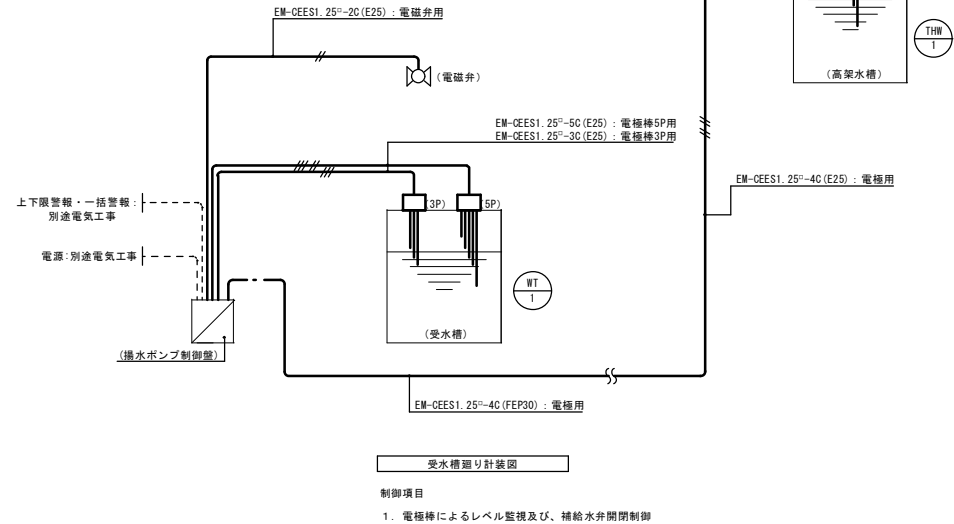 EM-CEES1.25□-2C(E25)：電磁弁用
(電磁弁)
THW
1
(高架水槽)
EM-CEES1.25□-5C(E25)：電極棒5P用
EM-CEES1.25□-3C(E25)：電極棒3P用
EM-CEES1.25□-4C(E25)：電極用
上下限警報・一括警報：
別途電気工事
(3P)
(5P)
電源:別途電気工事
WT
1
(受水槽)
(揚水ポンプ制御盤)
EM-CEES1.25□-4C(FEP30)：電極用
受水槽廻り計装図
制御項目
1. 電極棒によるレベル監視及び、補給水弁開閉制御